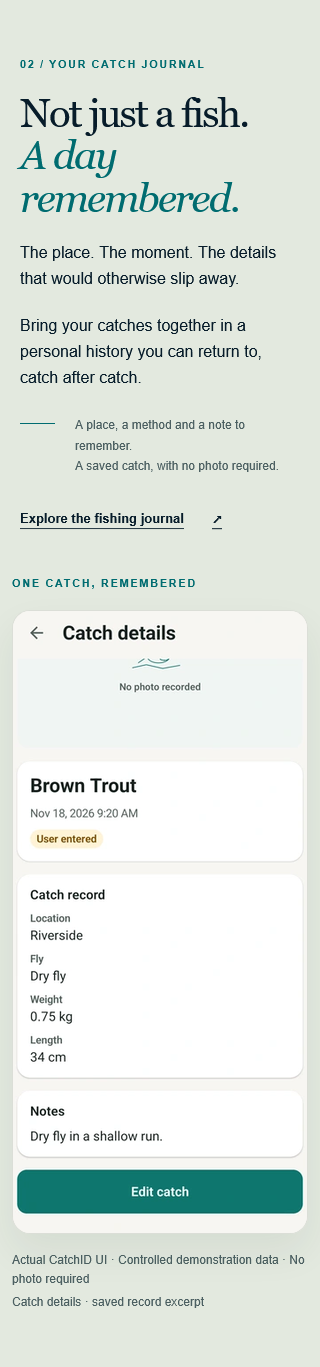 02 / YOUR CATCH JOURNAL
Not just a fish.
A day
remembered.
The place. The moment. The details
that would otherwise slip away.
Bring your catches together in a
personal history you can return to,
catch after catch.
A place, a method and a note to
remember.
A saved catch, with no photo required.
Explore the fishing journal ↗
ONE CATCH, REMEMBERED
← Catch details
No photo recorded
Brown Trout
Nov 18, 2026 9:20 AM
User entered
Catch record
Location
Riverside
Fly
Dry fly
Weight
0.75 kg
Length
34 cm
Notes
Dry fly in a shallow run.
Edit catch
Actual CatchID UI · Controlled demonstration data · No
photo required
Catch details · saved record excerpt